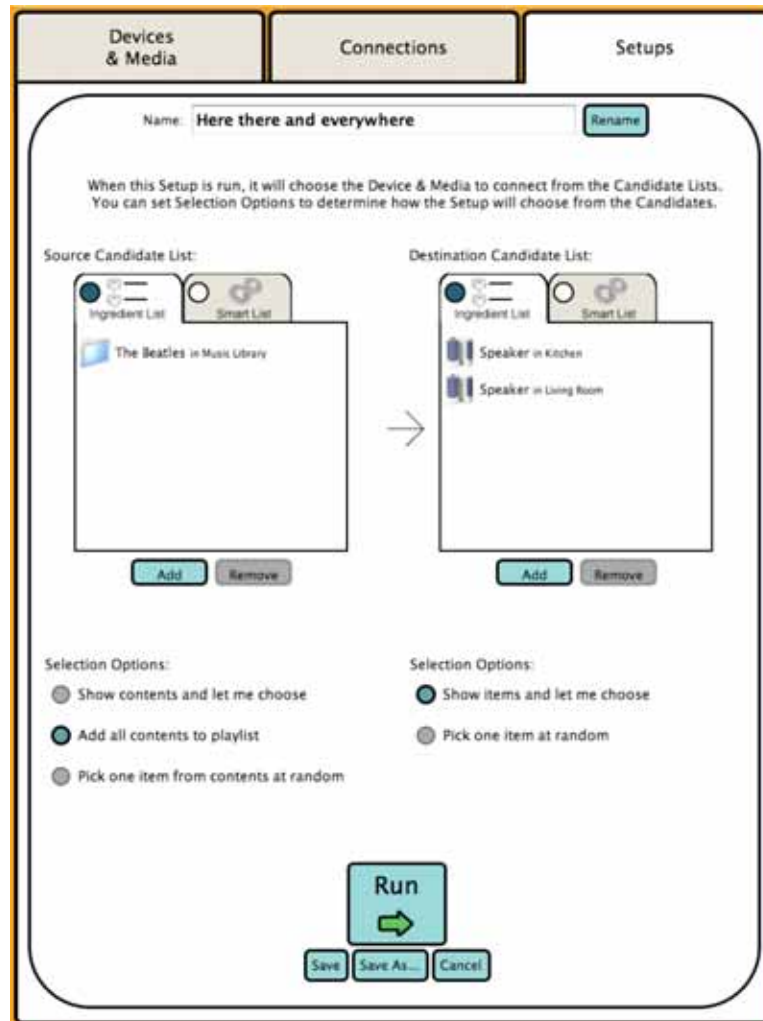 Devices
& Media
Connections
Setups
Name: Here there and everywhere
Rename
When this Setup is run, it will choose the Device & Media to connect from the Candidate Lists.
You can set Selection Options to determine how the Setup will choose from the Candidates.
Source Candidate List:
Destination Candidate List:
Ingredient List
Smart List
Ingredient List
Smart List
The Beatles in Music Library
Speaker in Kitchen
Speaker in Living Room
Add
Remove
Add
Remove
Selection Options:
Show contents and let me choose
Add all contents to playlist
Pick one item from contents at random
Selection Options:
Show items and let me choose
Pick one item at random
Run
Save
Save As...
Cancel